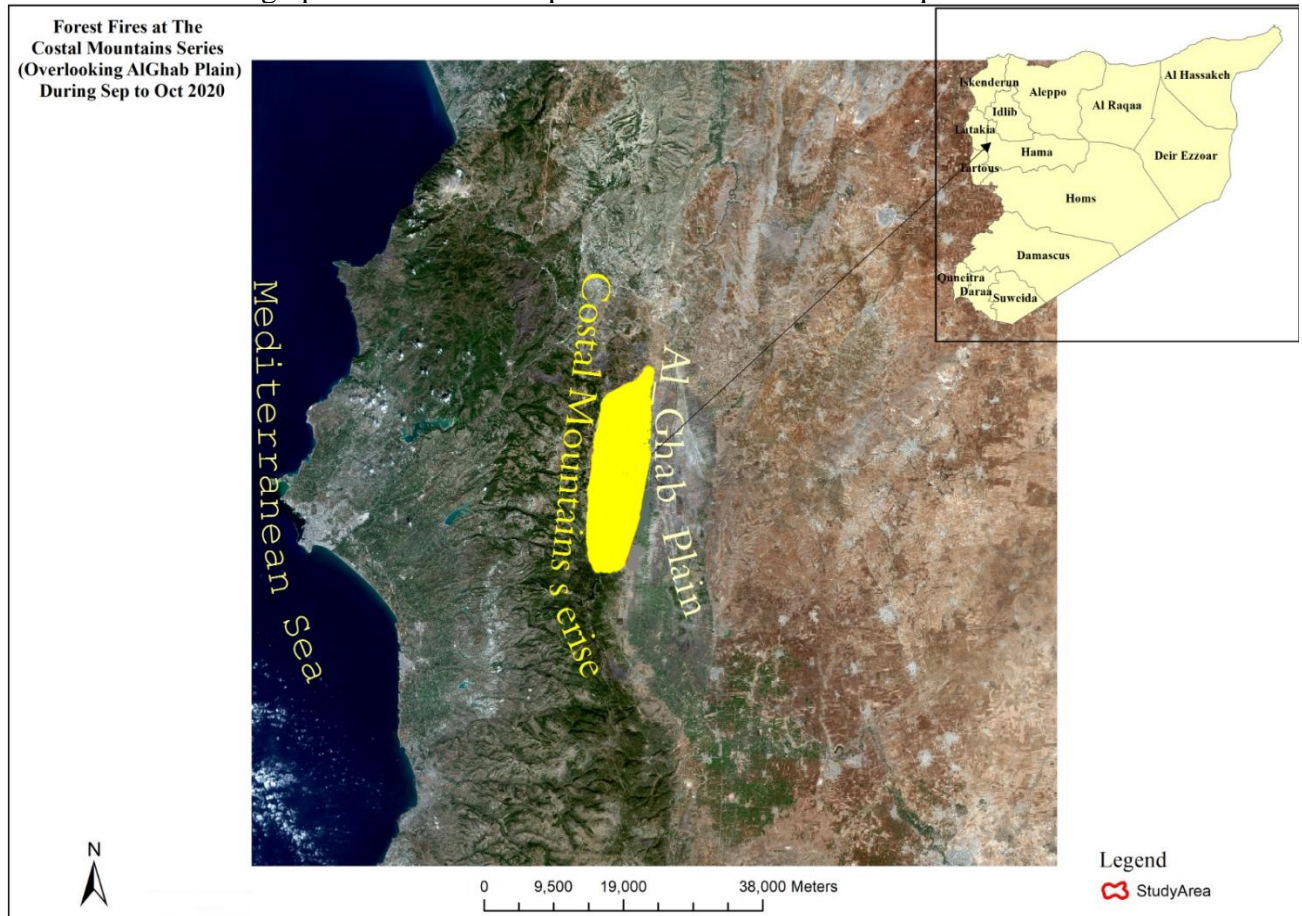 Forest Fires at The
Costal Mountains Series
(Overlooking AlGhab Plain)
During Sep to Oct 2020
Iskenderun
Aleppo
Al Raqaa
Al Hassakeh
Idlib
Latakia
Hama
Deir Ezzoar
Tartous
Homs
Damascus
Quneitra
Daraa
Suweida
Mediterranean Sea
Costal Mountains s erise
Al Ghab Plain
N
0 9,500 19,000 38,000 Meters
Legend
StudyArea